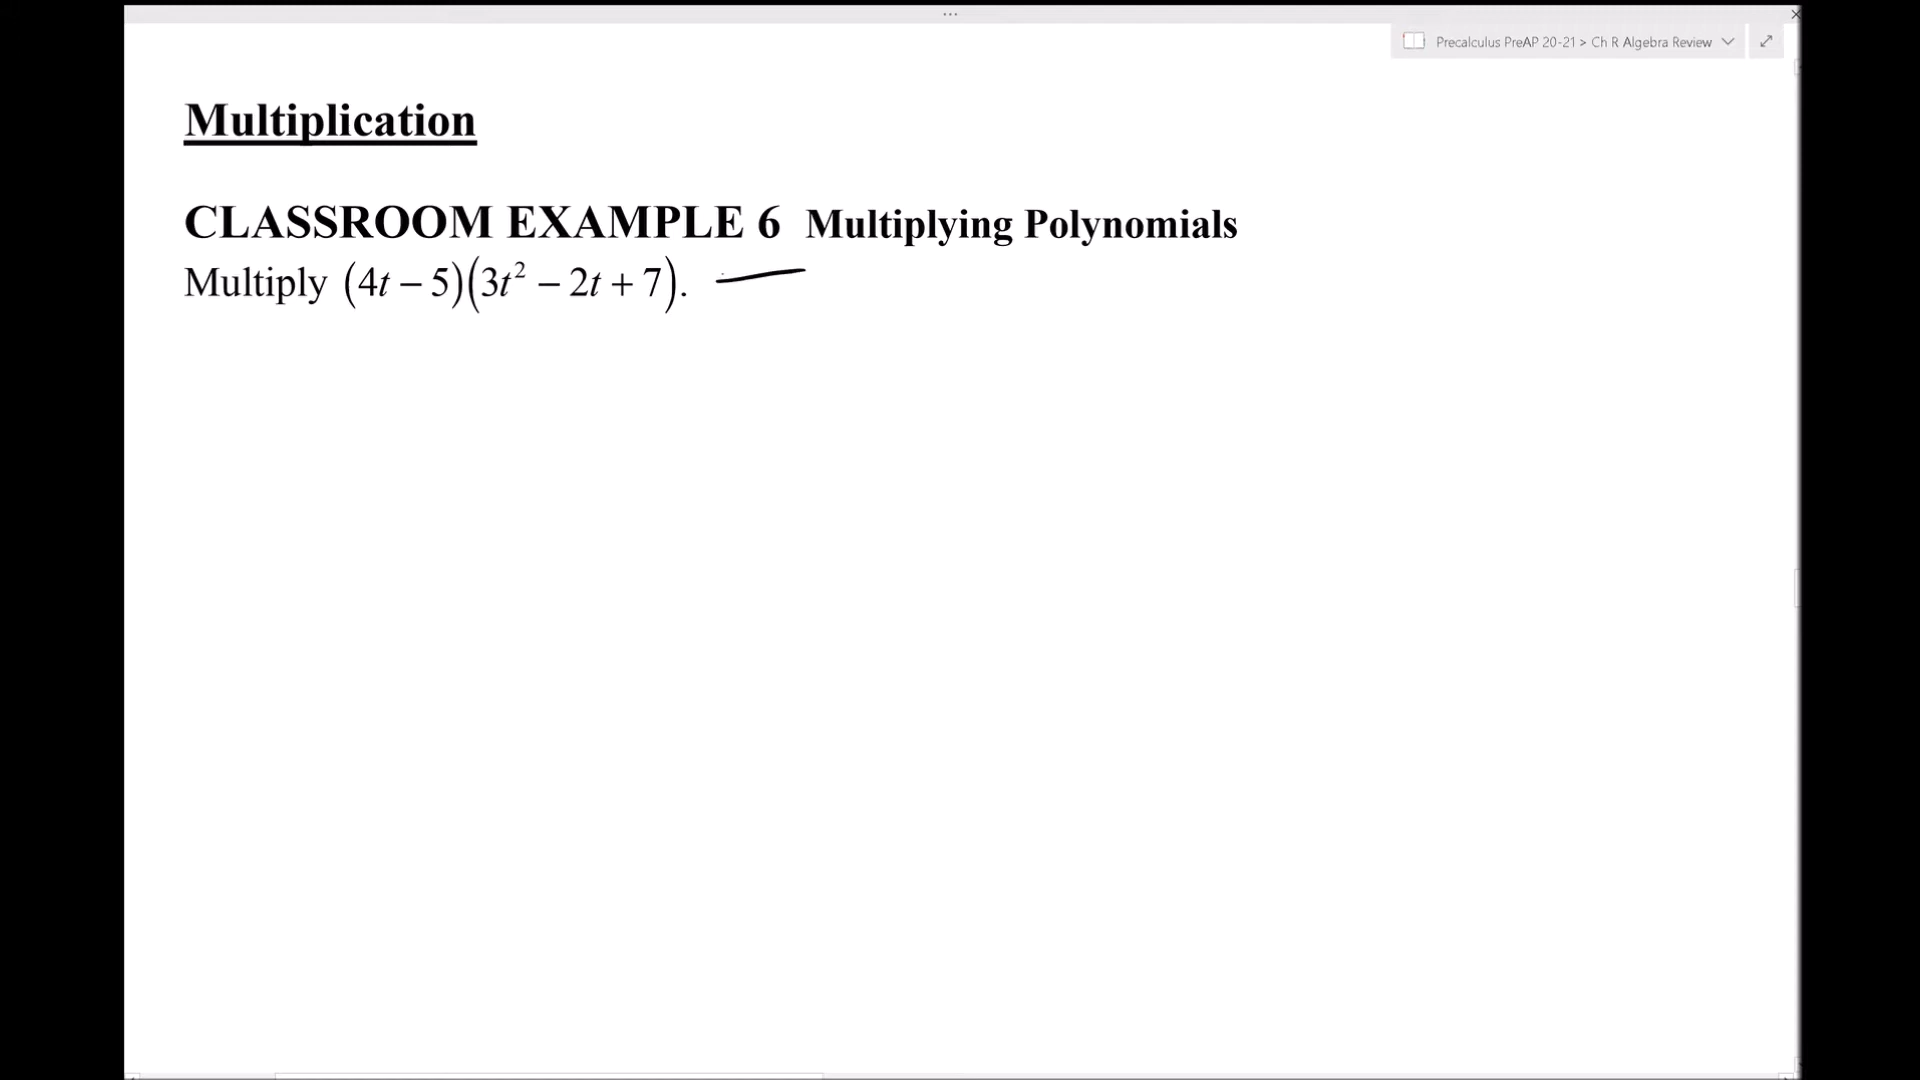 Precalculus PreAP 20-21 > Ch R Algebra Review
Multiplication
CLASSROOM EXAMPLE 6 Multiplying Polynomials
Multiply (4t − 5)(3t² − 2t + 7).